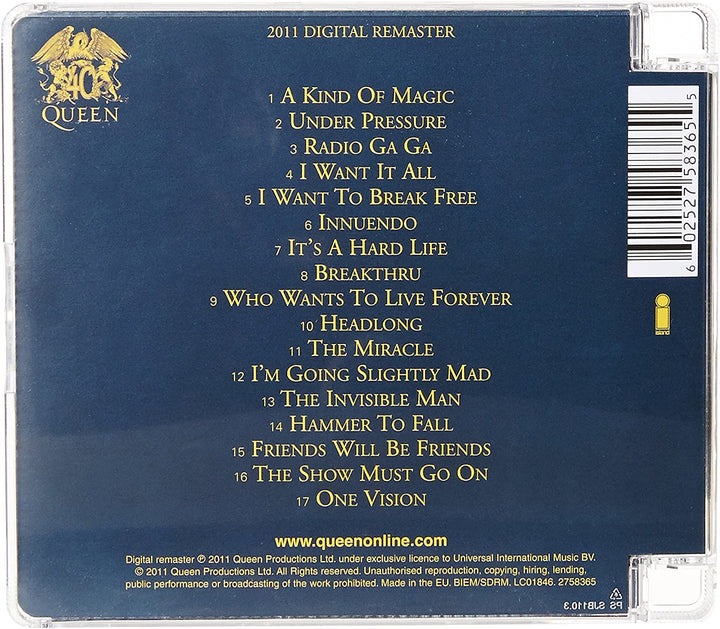 40
QUEEN
2011 DIGITAL REMASTER
1 A KIND OF MAGIC
2 UNDER PRESSURE
3 RADIO GA GA
4 I WANT IT ALL
5 I WANT TO BREAK FREE
6 INNUENDO
7 IT'S A HARD LIFE
8 BREAKTHRU
9 WHO WANTS TO LIVE FOREVER
10 HEADLONG
11 THE MIRACLE
12 I'M GOING SLIGHTLY MAD
13 THE INVISIBLE MAN
14 HAMMER TO FALL
15 FRIENDS WILL BE FRIENDS
16 THE SHOW MUST GO ON
17 ONE VISION
www.queenonline.com
Digital remaster ℗ 2011 Queen Productions Ltd. under exclusive licence to Universal International Music BV.
© 2011 Queen Productions Ltd. All Rights reserved. Unauthorised reproduction, copying, hiring, lending,
public performance or broadcasting of the work prohibited. Made in the EU. BIEM/SDRM. LC01846. 2758365
6 02527 58365 5
island
PS SJB110.3